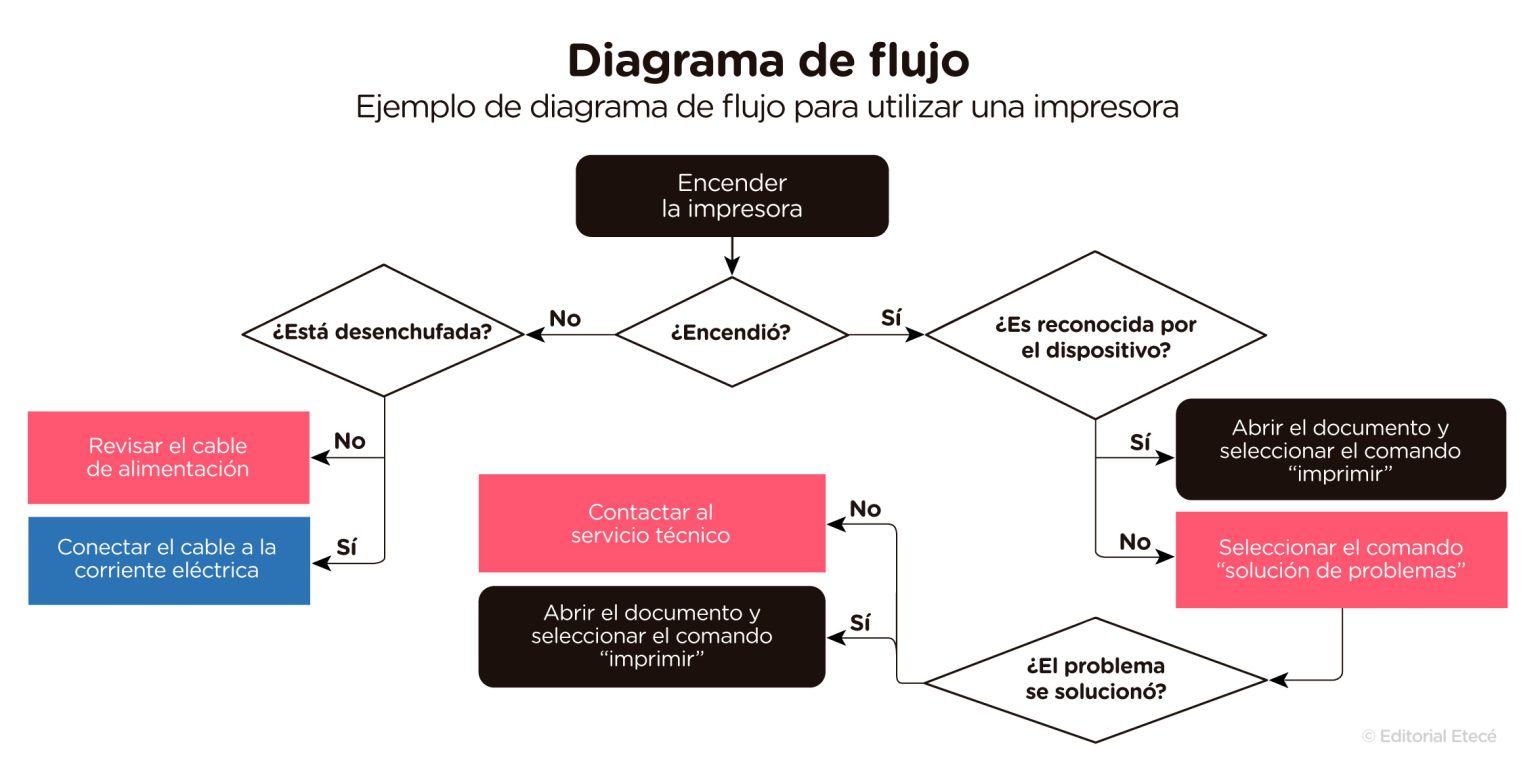 Diagrama de flujo
Ejemplo de diagrama de flujo para utilizar una impresora
Encender
la impresora
¿Está desenchufada?
No
¿Encendió?
Sí
¿Es reconocida por
el dispositivo?
No
Revisar el cable
de alimentación
Sí
Conectar el cable a la
corriente eléctrica
Sí
Abrir el documento y
seleccionar el comando
“imprimir”
No
Seleccionar el comando
“solución de problemas”
¿El problema
se solucionó?
No
Contactar al
servicio técnico
Sí
Abrir el documento y
seleccionar el comando
“imprimir”
© Editorial Etecé